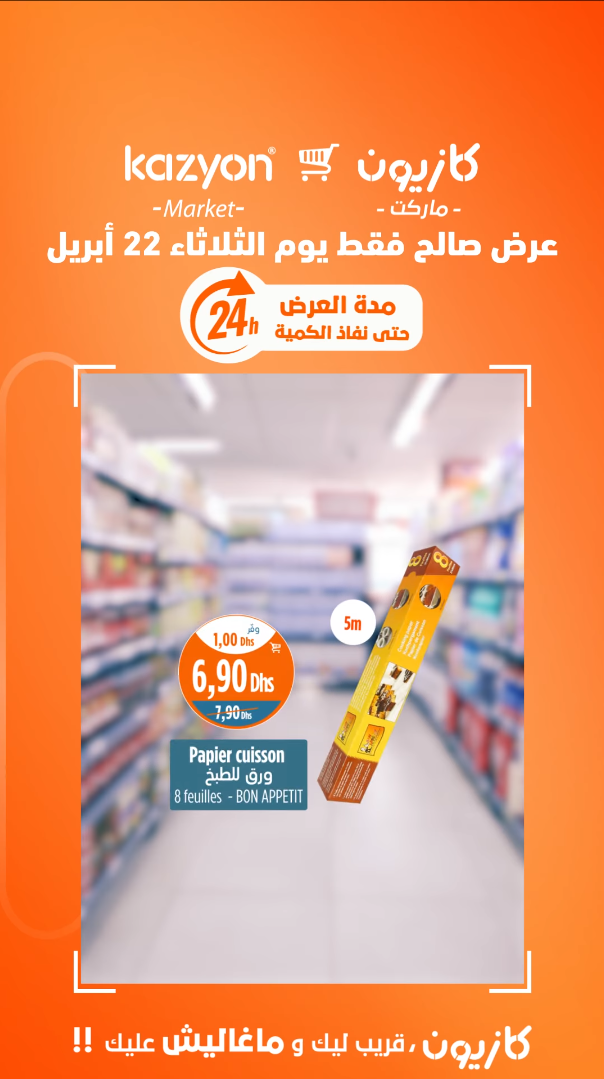 kazyon® كازيون
-Market- - ماركت -
عرض صالح فقط يوم الثلاثاء 22 أبريل
24h
مدة العرض
حتى نفاذ الكمية
5m
وفر
1,00 Dhs
6,90 Dhs
7,90 Dhs
Papier cuisson
ورق للطبخ
8 feuilles - BON APPETIT
كازيون، قريب ليك و ماغاليش عليك !!